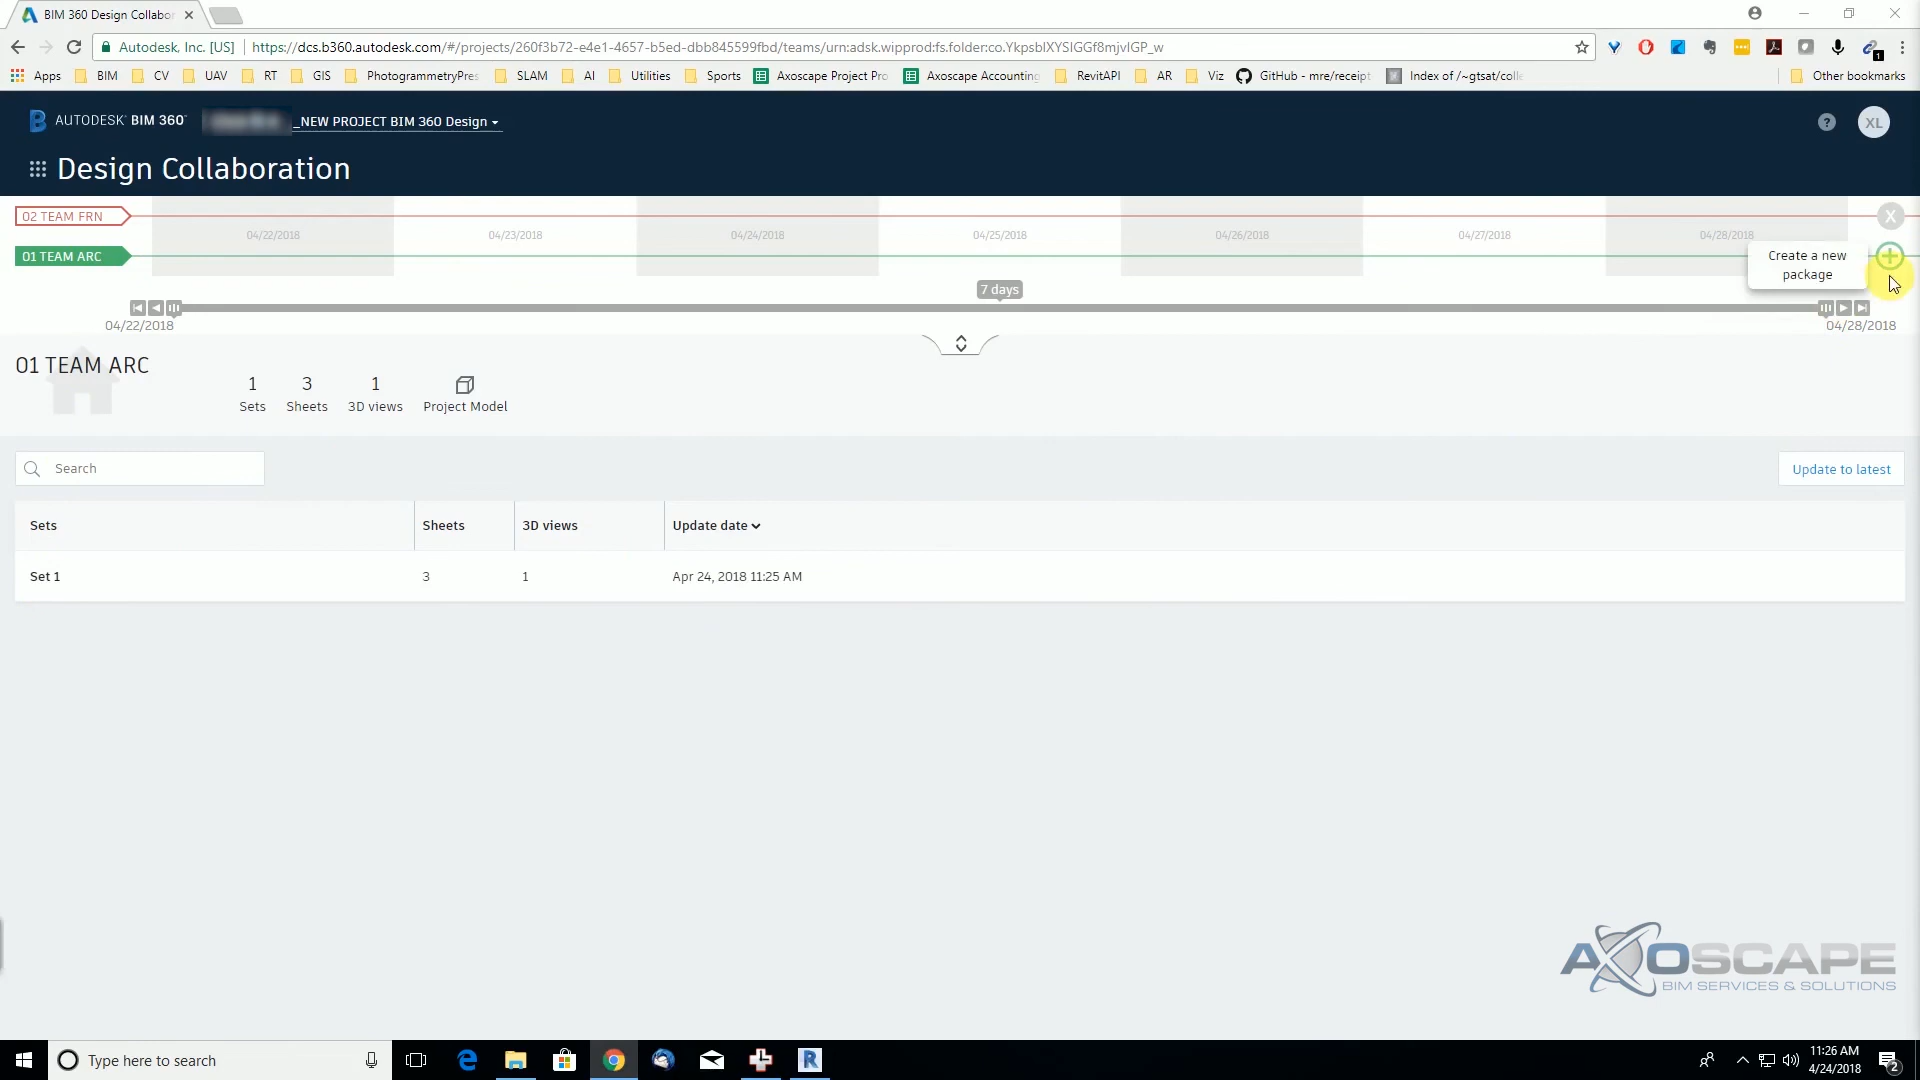 BIM 360 Design Collabor
Autodesk, Inc. [US] https://dcs.b360.autodesk.com/#/projects/260f3b72-e4e1-4657-b5ed-dbb845599fbd/teams/urn:adsk.wipprod:fs.folder:co.YkpsblXYSIGGf8mjvlGP_w
Apps BIM CV UAV RT GIS PhotogrammetryPres SLAM AI Utilities Sports Axoscape Project Pro Axoscape Accounting RevitAPI AR Viz GitHub - mre/receipt Index of /~gtsat/colle Other bookmarks
AUTODESK® BIM 360™ _NEW PROJECT BIM 360 Design ? XL
Design Collaboration
02 TEAM FRN X
04/22/2018 04/23/2018 04/24/2018 04/25/2018 04/26/2018 04/27/2018 04/28/2018
01 TEAM ARC
Create a new
package
7 days
04/22/2018 04/28/2018
01 TEAM ARC
1 3 1
Sets Sheets 3D views Project Model
Search Update to latest
Sets Sheets 3D views Update date
Set 1 3 1 Apr 24, 2018 11:25 AM
AXOSCAPE
BIM SERVICES & SOLUTIONS
Type here to search
11:26 AM
4/24/2018
2